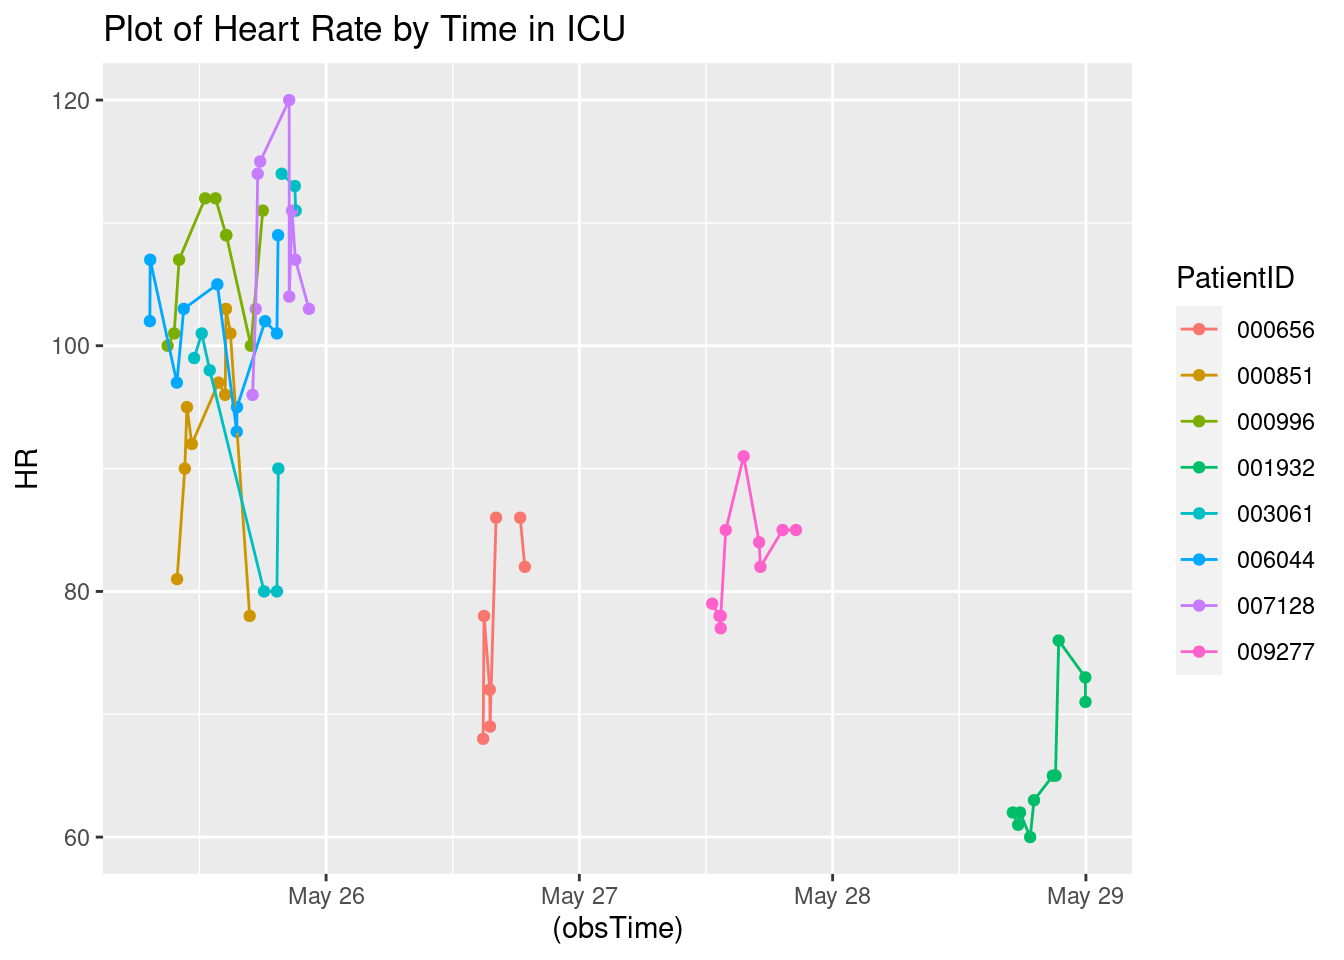 Plot of Heart Rate by Time in ICU
120
100
80
60
HR
May 26
May 27
May 28
May 29
(obsTime)
PatientID
000656
000851
000996
001932
003061
006044
007128
009277